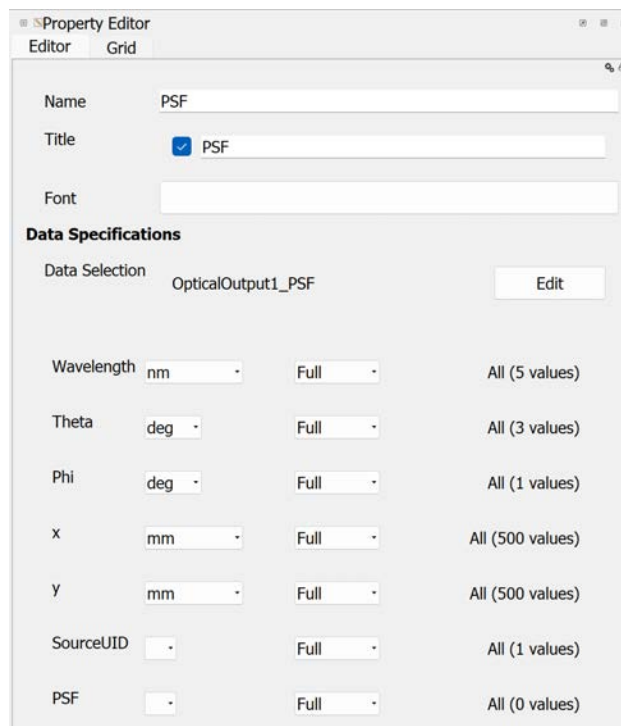 Property Editor
Editor Grid
Name PSF
Title PSF
Font
Data Specifications
Data Selection OpticalOutput1_PSF Edit
Wavelength nm Full All (5 values)
Theta deg Full All (3 values)
Phi deg Full All (1 values)
x mm Full All (500 values)
y mm Full All (500 values)
SourceUID Full All (1 values)
PSF Full All (0 values)